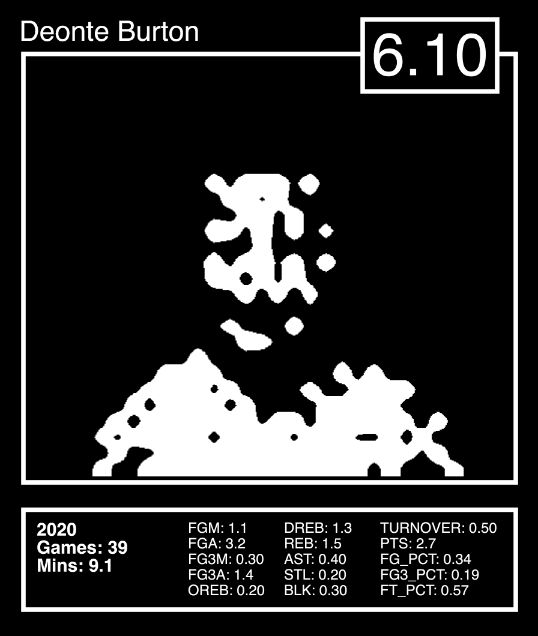 Deonte Burton
6.10
2020
Games: 39
Mins: 9.1
FGM: 1.1
FGA: 3.2
FG3M: 0.30
FG3A: 1.4
OREB: 0.20
DREB: 1.3
REB: 1.5
AST: 0.40
STL: 0.20
BLK: 0.30
TURNOVER: 0.50
PTS: 2.7
FG_PCT: 0.34
FG3_PCT: 0.19
FT_PCT: 0.57